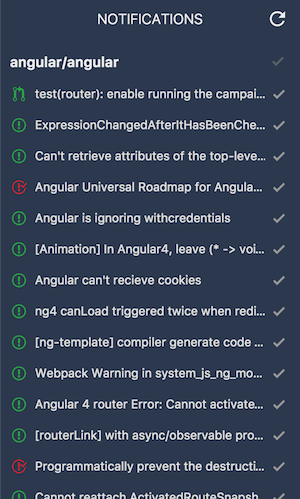 NOTIFICATIONS
angular/angular
test(router): enable running the campai...
ExpressionChangedAfterItHasBeenChe...
Can't retrieve attributes of the top-leve...
Angular Universal Roadmap for Angula...
Angular is ignoring withcredentials
[Animation] In Angular4, leave (* -> voi...
Angular can't recieve cookies
ng4 canLoad triggered twice when redi...
[ng-template] compiler generate code ...
Webpack Warning in system_js_ng_mo...
Angular 4 router Error: Cannot activate...
[routerLink] with async/observable pro...
Programmatically prevent the destructi...
Cannot reattach ActivatedRouteSnapsh...